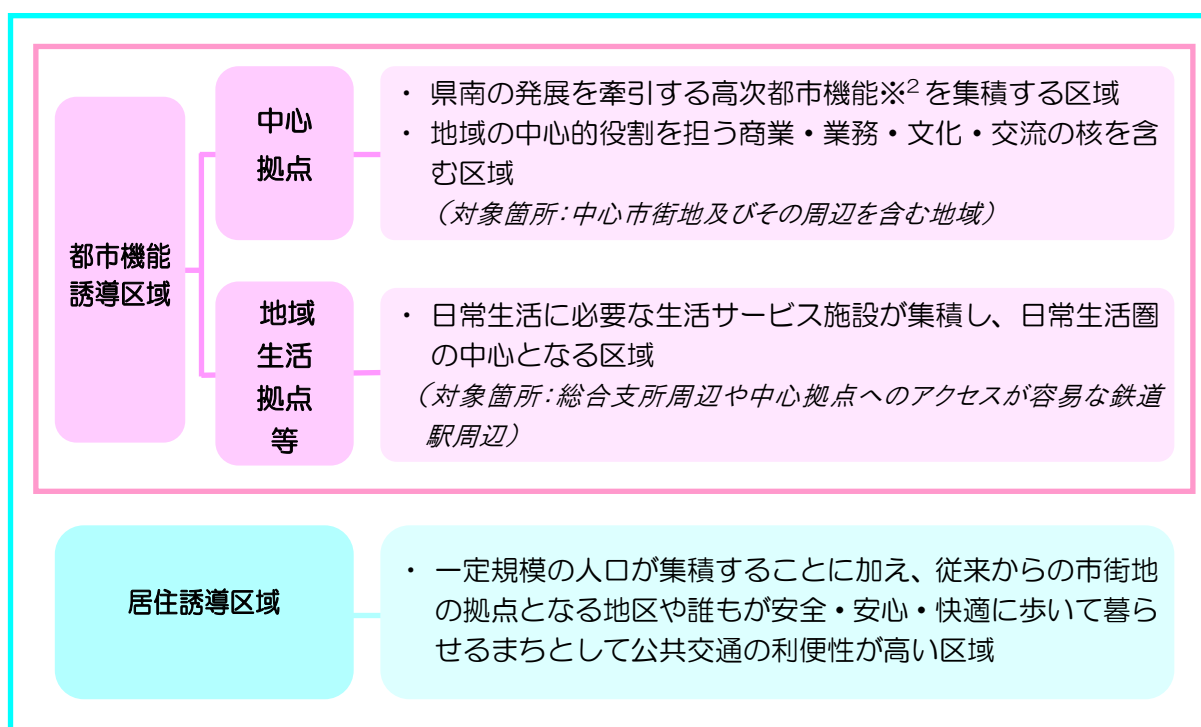 都市機能
誘導区域
中心
拠点
・ 県南の発展を牽引する高次都市機能※2 を集積する区域
・ 地域の中心的役割を担う商業・業務・文化・交流の核を含
む区域
（対象箇所：中心市街地及びその周辺を含む地域）
地域
生活
拠点
等
・ 日常生活に必要な生活サービス施設が集積し、日常生活圏
の中心となる区域
（対象箇所：総合支所周辺や中心拠点へのアクセスが容易な鉄道
駅周辺）
居住誘導区域
・ 一定規模の人口が集積することに加え、従来からの市街地
の拠点となる地区や誰もが安全・安心・快適に歩いて暮ら
せるまちとして公共交通の利便性が高い区域